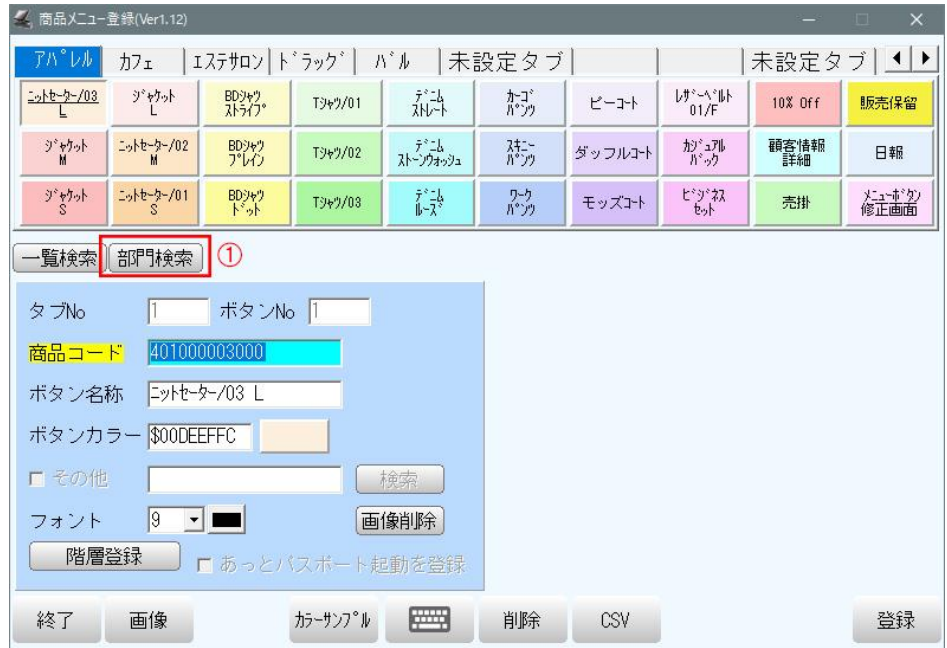 商品メニュー登録(Ver1.12)
アパレル カフェ エステサロン ドラッグ バル 未設定タブ 未設定タブ
ニットセーター/03 L ジャケット L BDシャツ ストライプ Tシャツ/01 デニム ストレート カーゴ パンツ ピーコート レザーベルト 01/F 10% Off 販売保留
ジャケット M ニットセーター/02 M BDシャツ プレイン Tシャツ/02 デニム ストーンウォッシュ スキニー パンツ ダッフルコート カジュアル バック 顧客情報 詳細 日報
ジャケット S ニットセーター/01 S BDシャツ ドット Tシャツ/03 デニム ルーズ ワーク パンツ モッズコート ビジネス セット 売掛 メニューボタン 修正画面
一覧検索 部門検索 ①
タブNo 1 ボタンNo 1
商品コード 401000003000
ボタン名称 ニットセーター/03 L
ボタンカラー $00DEEFFC
その他 検索
フォント 9 画像削除
階層登録 あっとパスポート起動を登録
終了 画像 カラーサンプル 削除 CSV 登録